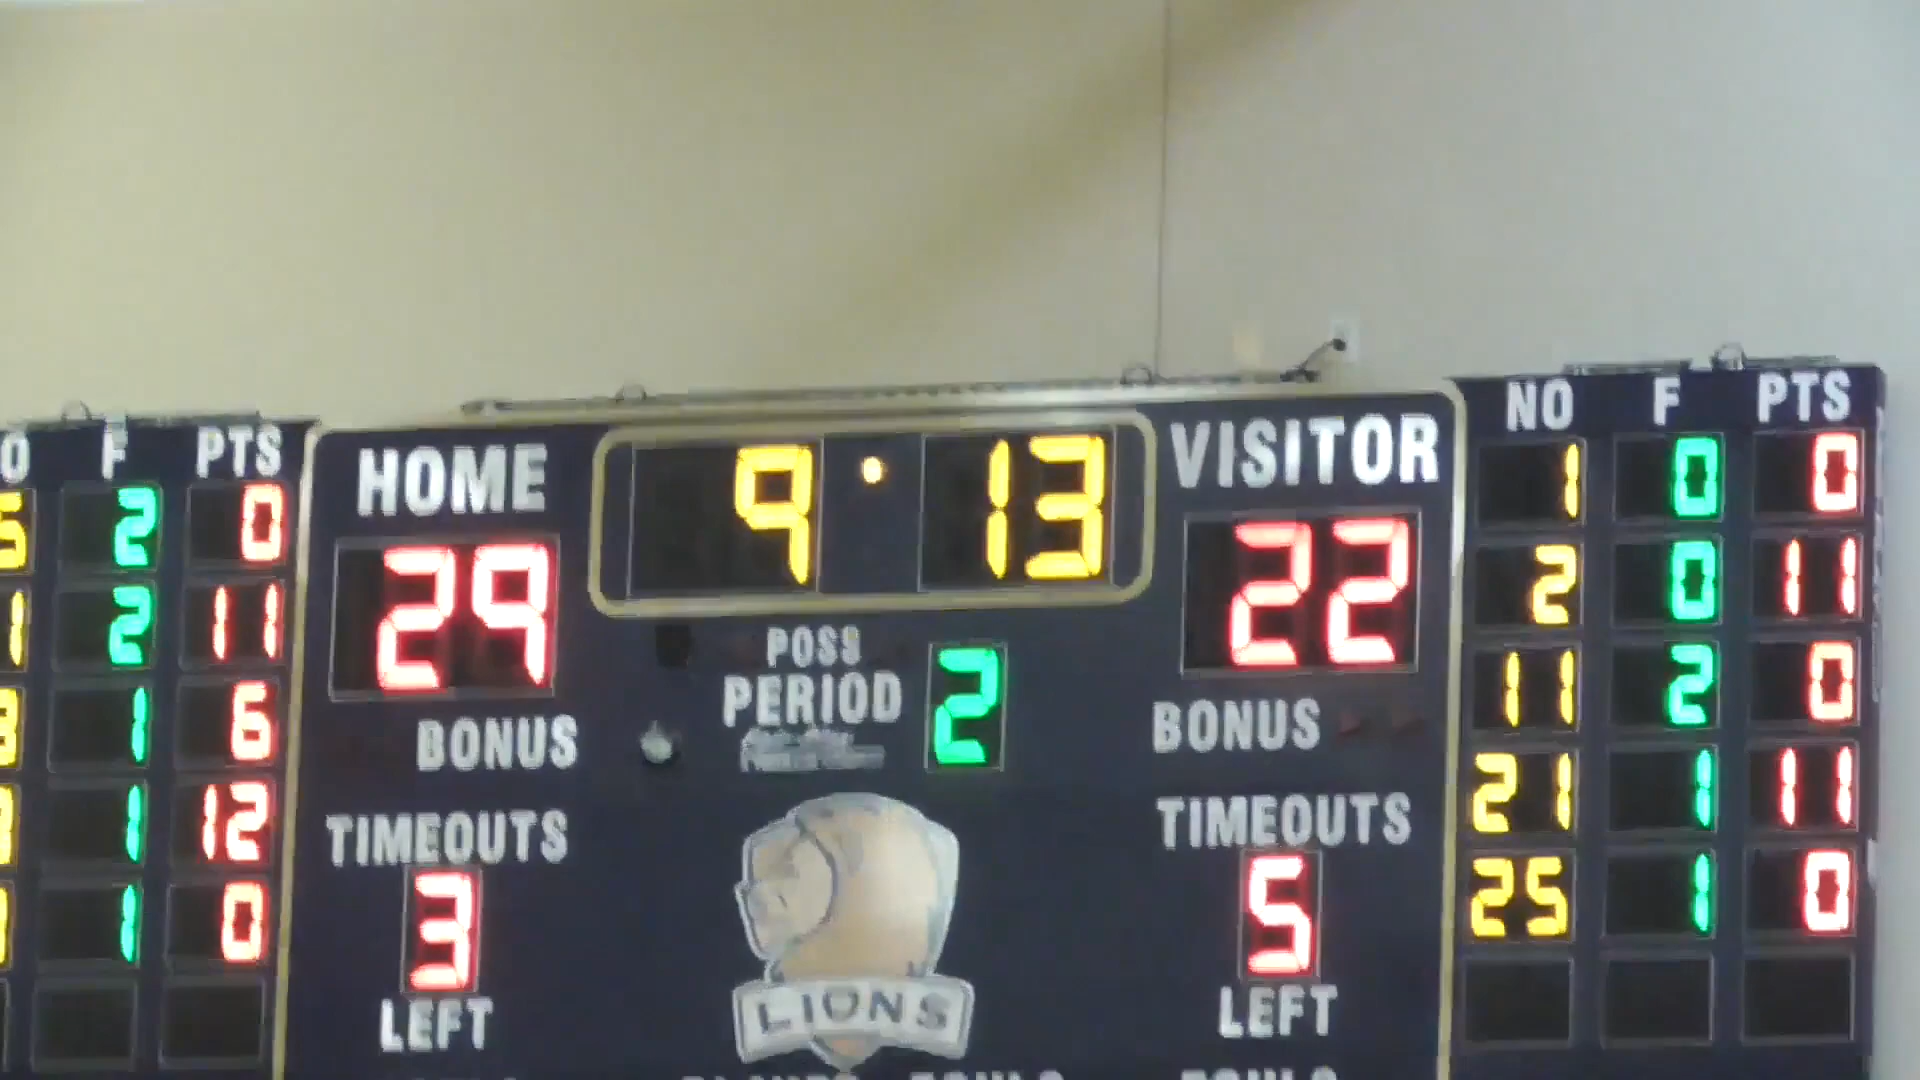 HOME 9:13 VISITOR
29 22
POSS
PERIOD 2
BONUS BONUS
TIMEOUTS TIMEOUTS
3 5
LEFT LEFT
LIONS
F PTS
2 0
2 11
1 6
1 12
1 0
NO F PTS
1 0 0
2 0 11
11 2 0
21 1 11
25 1 0